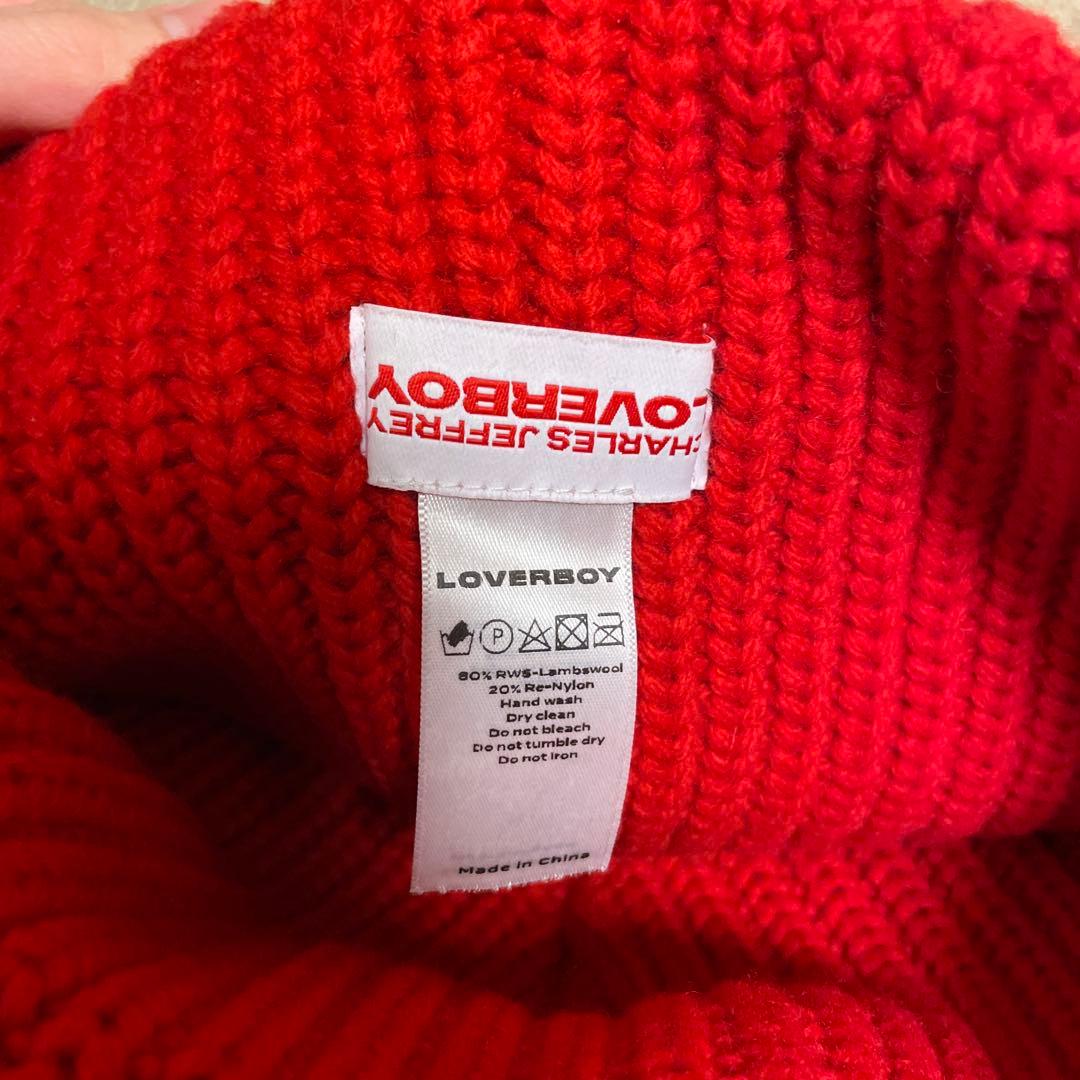 CHARLES JEFFREY
LOVERBOY
LOVERBOY
P
80% RWS-Lambswool
20% Re-Nylon
Hand wash
Dry clean
Do not bleach
Do not tumble dry
Do not iron
Made in China